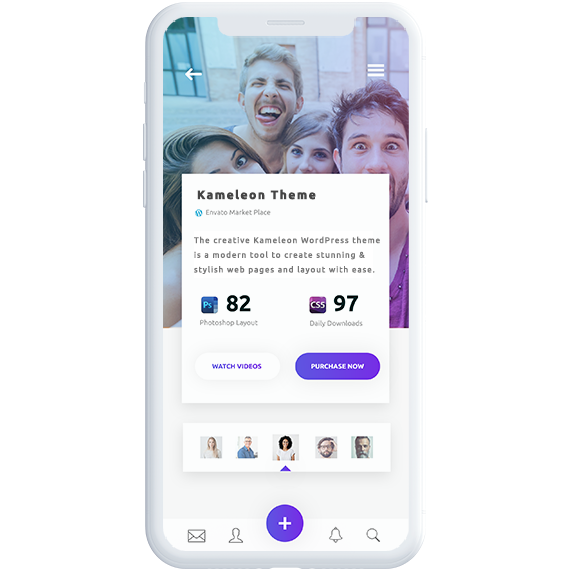 Kameleon Theme
Envato Market Place
The creative Kameleon WordPress theme
is a modern tool to create stunning &
stylish web pages and layout with ease.
Ps 82
CS5 97
Photoshop Layout
Daily Downloads
WATCH VIDEOS
PURCHASE NOW